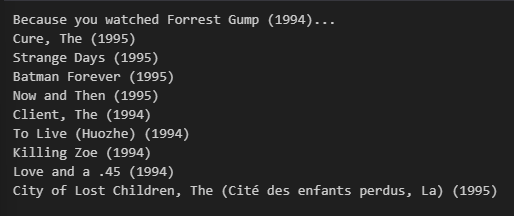 Because you watched Forrest Gump (1994)...
Cure, The (1995)
Strange Days (1995)
Batman Forever (1995)
Now and Then (1995)
Client, The (1994)
To Live (Huozhe) (1994)
Killing Zoe (1994)
Love and a .45 (1994)
City of Lost Children, The (Cité des enfants perdus, La) (1995)